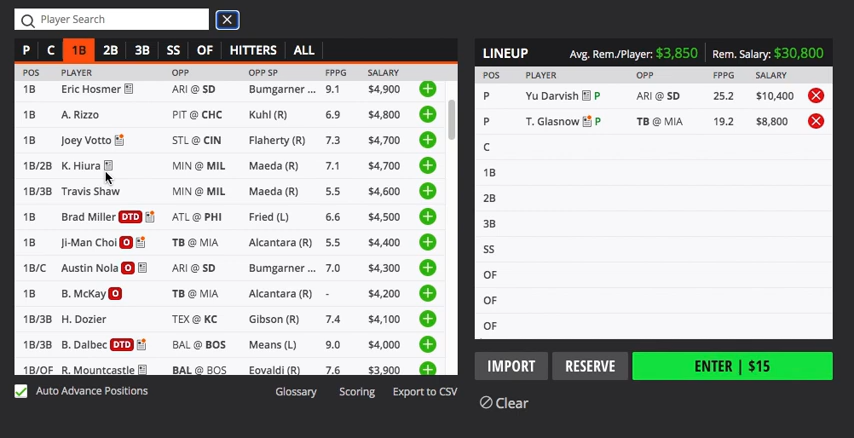 Player Search
P C 1B 2B 3B SS OF HITTERS ALL
POS PLAYER OPP OPP SP FPPG SALARY
1B Eric Hosmer ARI @ SD Bumgarner ... 9.1 $4,900
1B A. Rizzo PIT @ CHC Kuhl (R) 6.9 $4,800
1B Joey Votto STL @ CIN Flaherty (R) 7.3 $4,700
1B/2B K. Hiura MIN @ MIL Maeda (R) 7.1 $4,700
1B/3B Travis Shaw MIN @ MIL Maeda (R) 5.5 $4,600
1B Brad Miller DTD ATL @ PHI Fried (L) 6.6 $4,500
1B Ji-Man Choi O TB @ MIA Alcantara (R) 5.5 $4,400
1B/C Austin Nola O ARI @ SD Bumgarner ... 7.0 $4,300
1B B. McKay O TB @ MIA Alcantara (R) - $4,200
1B/3B H. Dozier TEX @ KC Gibson (R) 7.4 $4,100
1B/3B B. Dalbec DTD BAL @ BOS Means (L) 9.0 $4,000
1B/OF R. Mountcastle BAL @ BOS Eovaldi (R) 7.6 $3,900
Auto Advance Positions Glossary Scoring Export to CSV
LINEUP Avg. Rem./Player: $3,850 Rem. Salary: $30,800
POS PLAYER OPP FPPG SALARY
P Yu Darvish P ARI @ SD 25.2 $10,400
P T. Glasnow P TB @ MIA 19.2 $8,800
C
1B
2B
3B
SS
OF
OF
OF
IMPORT RESERVE ENTER | $15
Clear